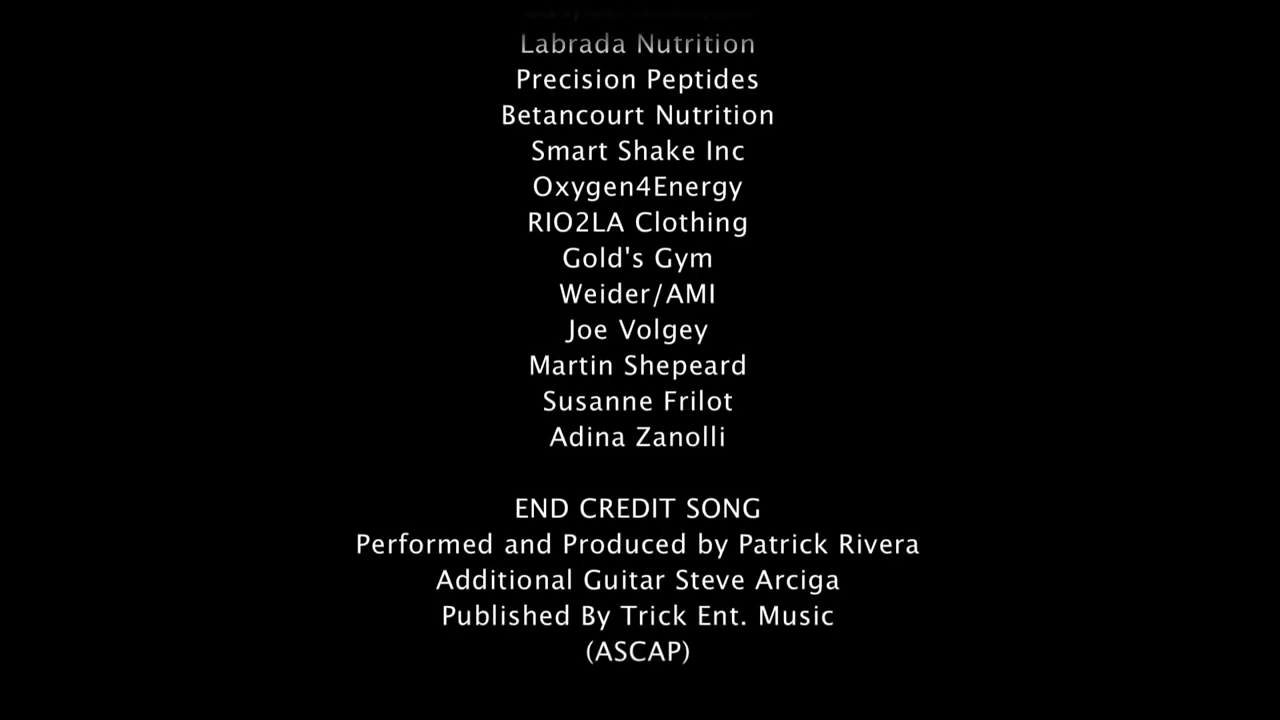 Labrada Nutrition
Precision Peptides
Betancourt Nutrition
Smart Shake Inc
Oxygen4Energy
RIO2LA Clothing
Gold's Gym
Weider/AMI
Joe Volgey
Martin Shepeard
Susanne Frilot
Adina Zanolli
END CREDIT SONG
Performed and Produced by Patrick Rivera
Additional Guitar Steve Arciga
Published By Trick Ent. Music
(ASCAP)